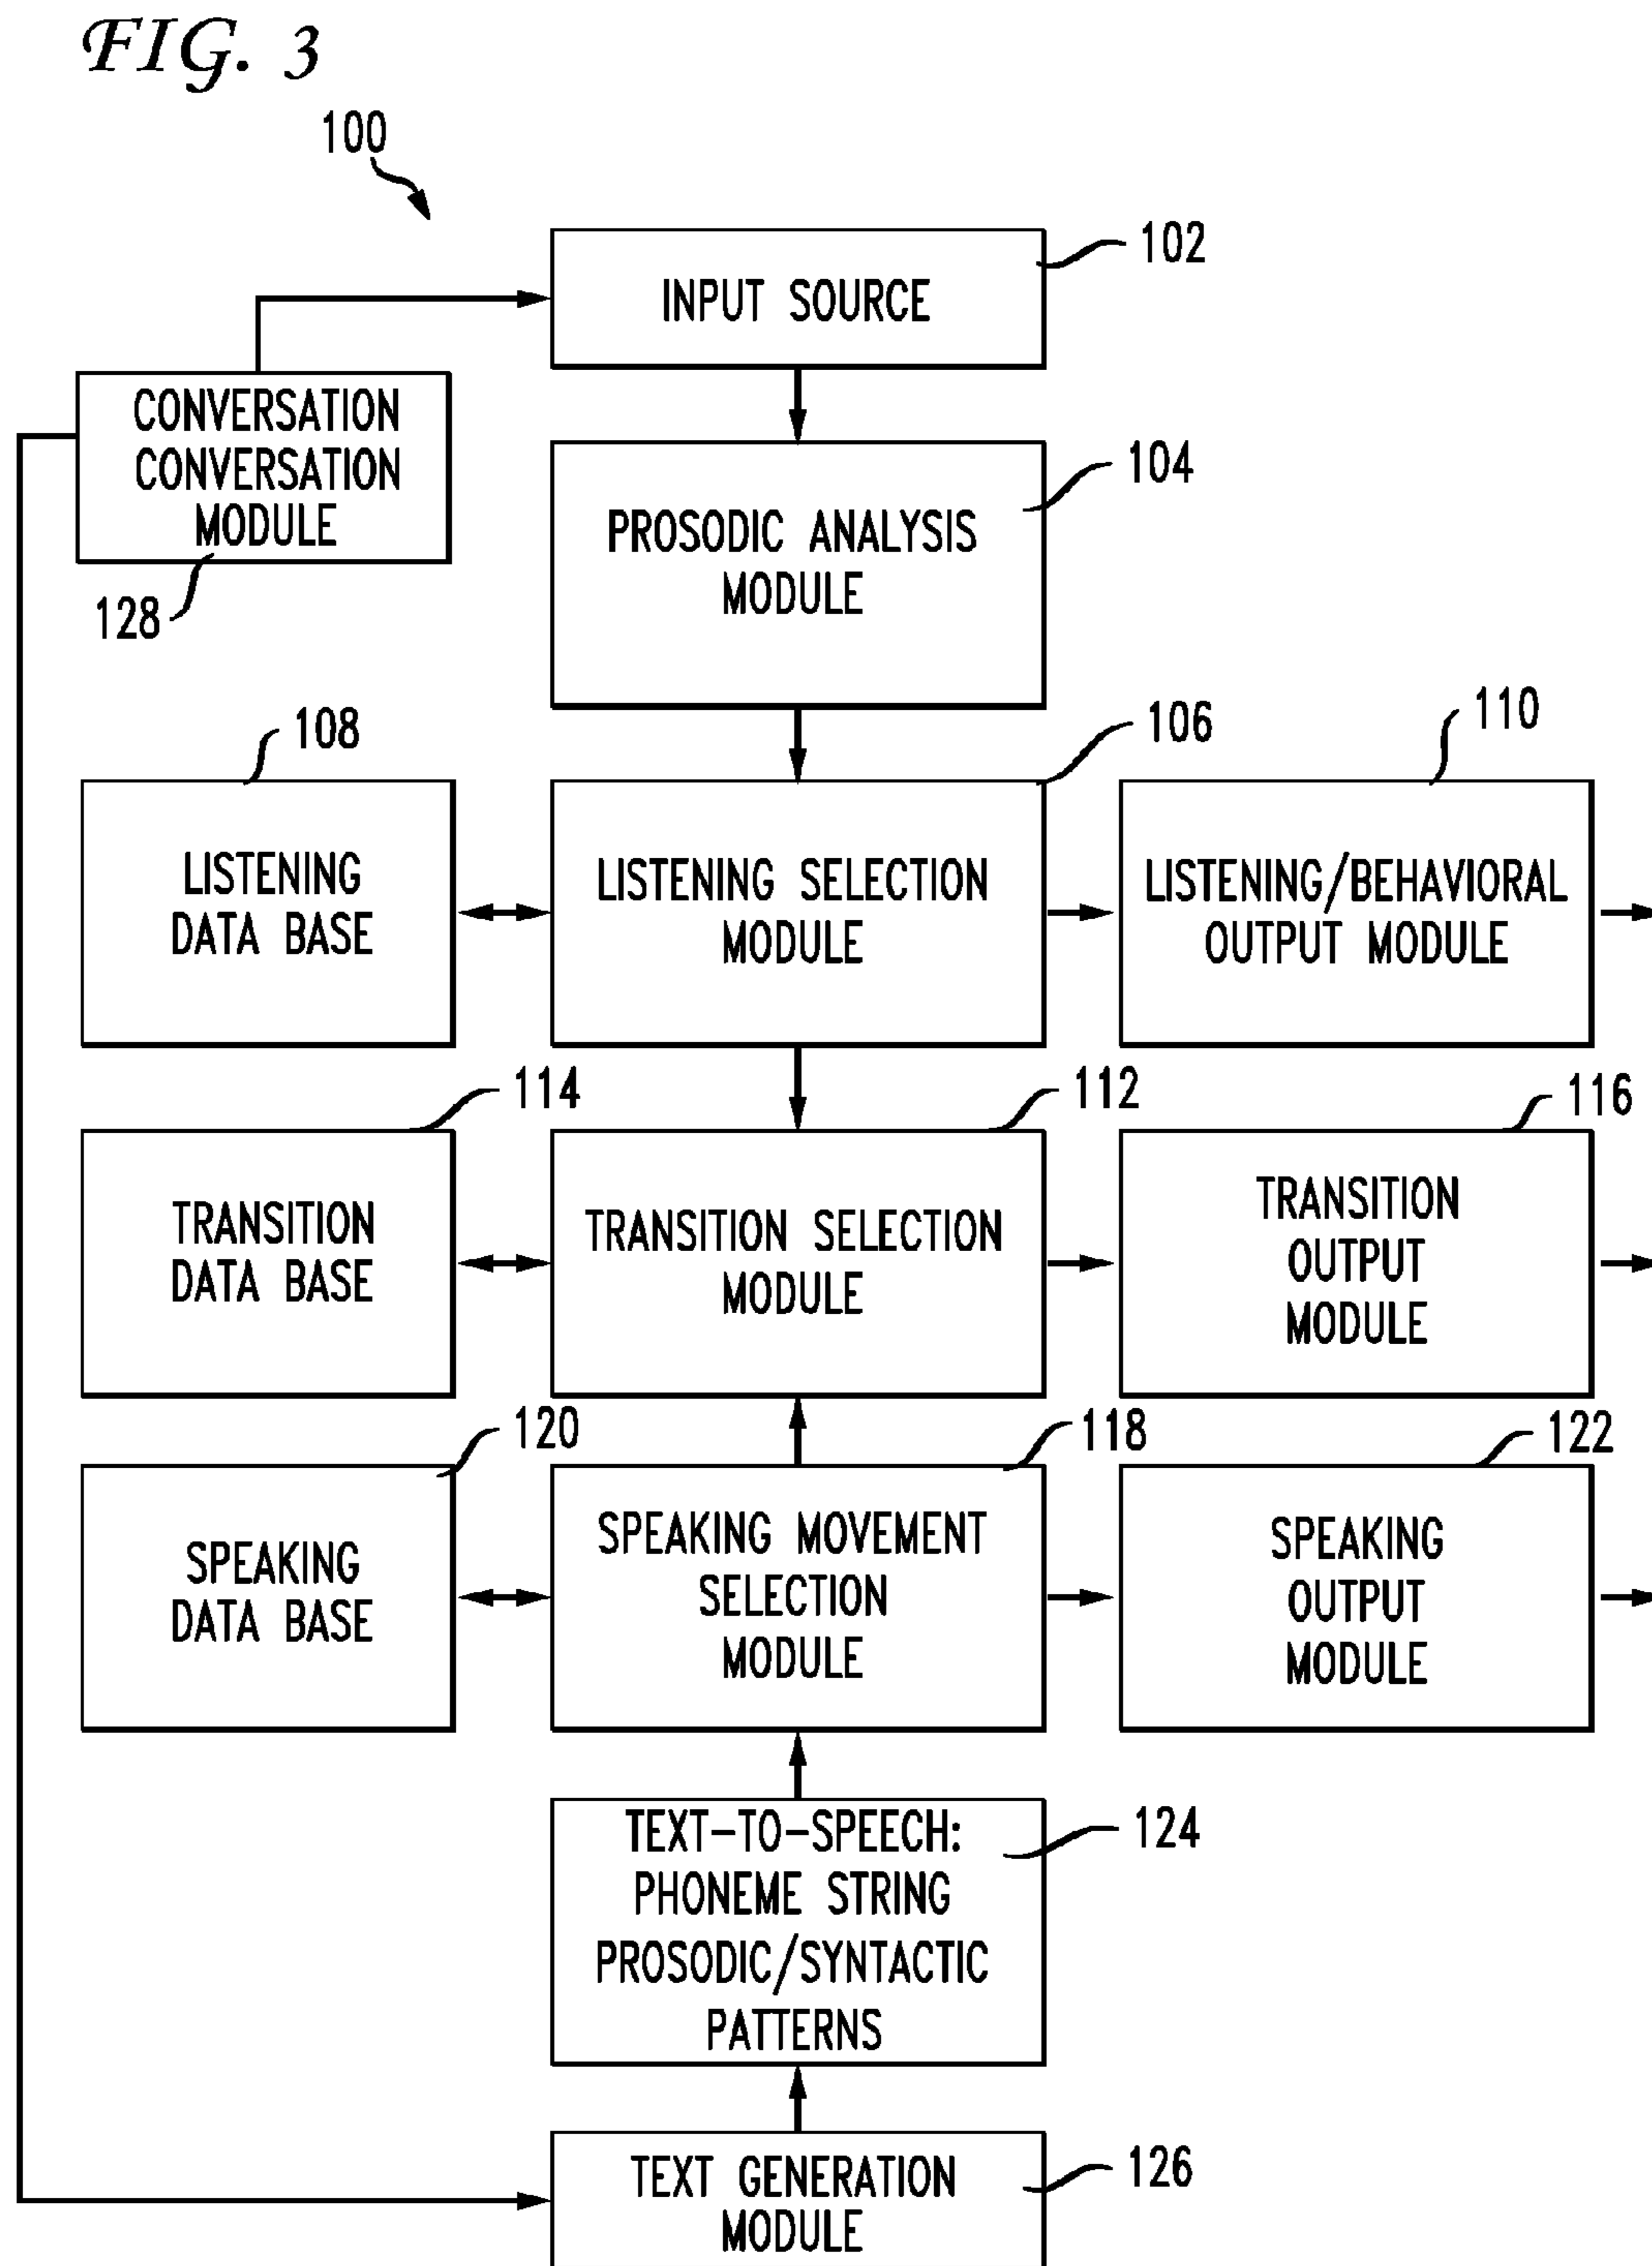 FIG. 3
100
102
INPUT SOURCE
CONVERSATION
CONVERSATION
MODULE
128
104
PROSODIC ANALYSIS
MODULE
108
LISTENING
DATA BASE
106
LISTENING SELECTION
MODULE
110
LISTENING/BEHAVIORAL
OUTPUT MODULE
114
TRANSITION
DATA BASE
112
TRANSITION SELECTION
MODULE
116
TRANSITION
OUTPUT
MODULE
120
SPEAKING
DATA BASE
118
SPEAKING MOVEMENT
SELECTION
MODULE
122
SPEAKING
OUTPUT
MODULE
TEXT-TO-SPEECH:
PHONEME STRING
PROSODIC/SYNTACTIC
PATTERNS
124
TEXT GENERATION
MODULE
126